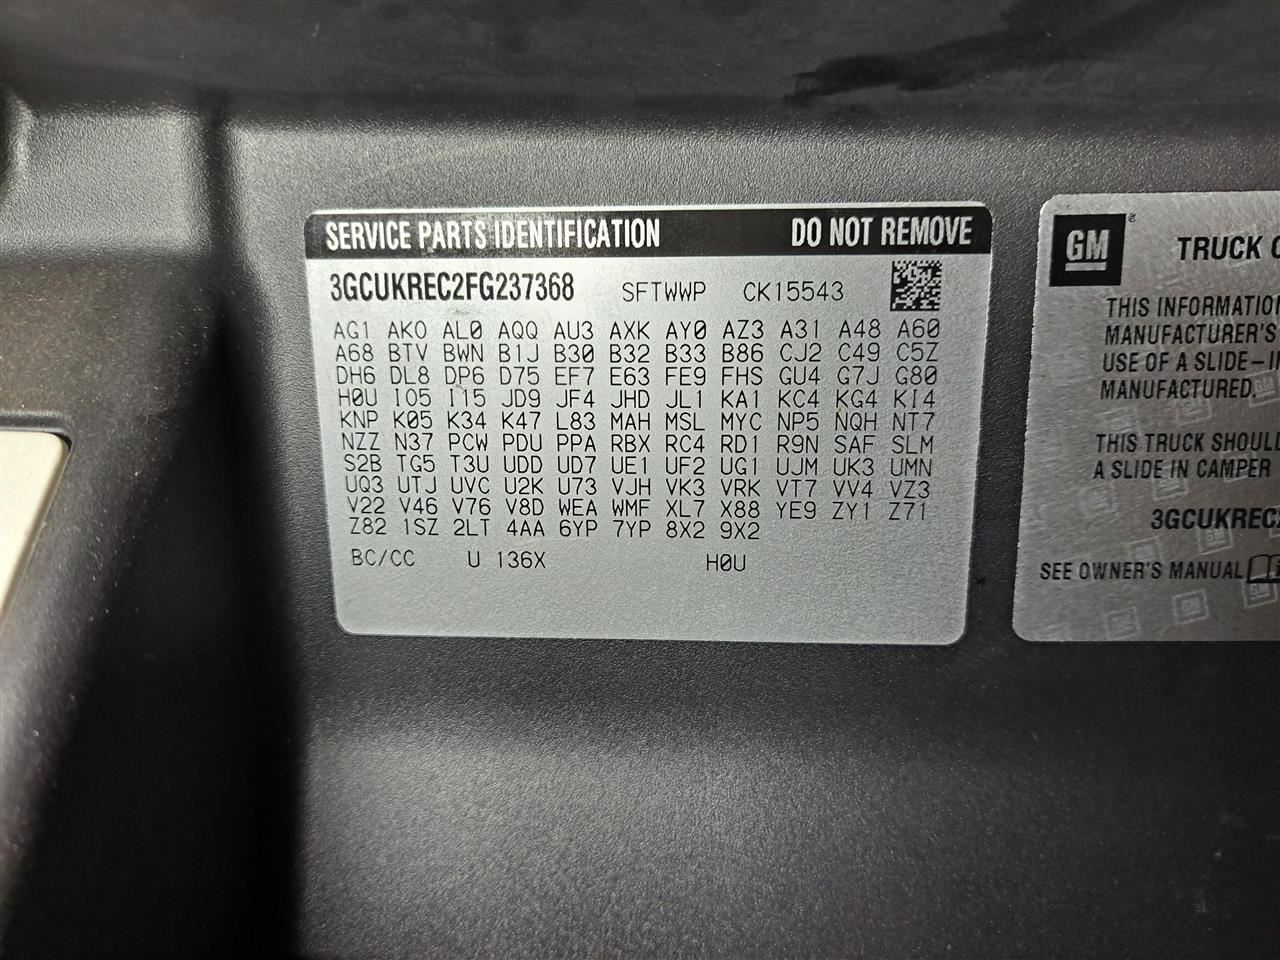 SERVICE PARTS IDENTIFICATION DO NOT REMOVE
3GCUKREC2FG237368 SFTWWP CK15543
AG1 AKO AL0 AQQ AU3 AXK AY0 AZ3 A31 A48 A60
A68 BTV BWN B1J B30 B32 B33 B86 CJ2 C49 C5Z
DH6 DL8 DP6 D75 EF7 E63 FE9 FHS GU4 G7J G80
H0U IO5 I15 JD9 JF4 JHD JL1 KA1 KC4 KG4 KI4
KNP K05 K34 K47 L83 MAH MSL MYC NP5 NQH NT7
NZZ N37 PCW PDU PPA RBX RC4 RD1 R9N SAF SLM
S2B TG5 T3U UDD UD7 UE1 UF2 UG1 UJM UK3 UMN
UQ3 UTJ UVC U2K U73 VJH VK3 VRK VT7 VV4 VZ3
V22 V46 V76 V8D WEA WMF XL7 X88 YE9 ZY1 Z71
Z82 1SZ 2LT 4AA 6YP 7YP 8X2 9X2
BC/CC U 136X H0U
GM ®
TRUCK
THIS INFORMATION
MANUFACTURER'S
USE OF A SLIDE-
MANUFACTURED.
THIS TRUCK
A SLIDE IN CAMPER
3GCUKREC
SEE OWNER'S MANUAL